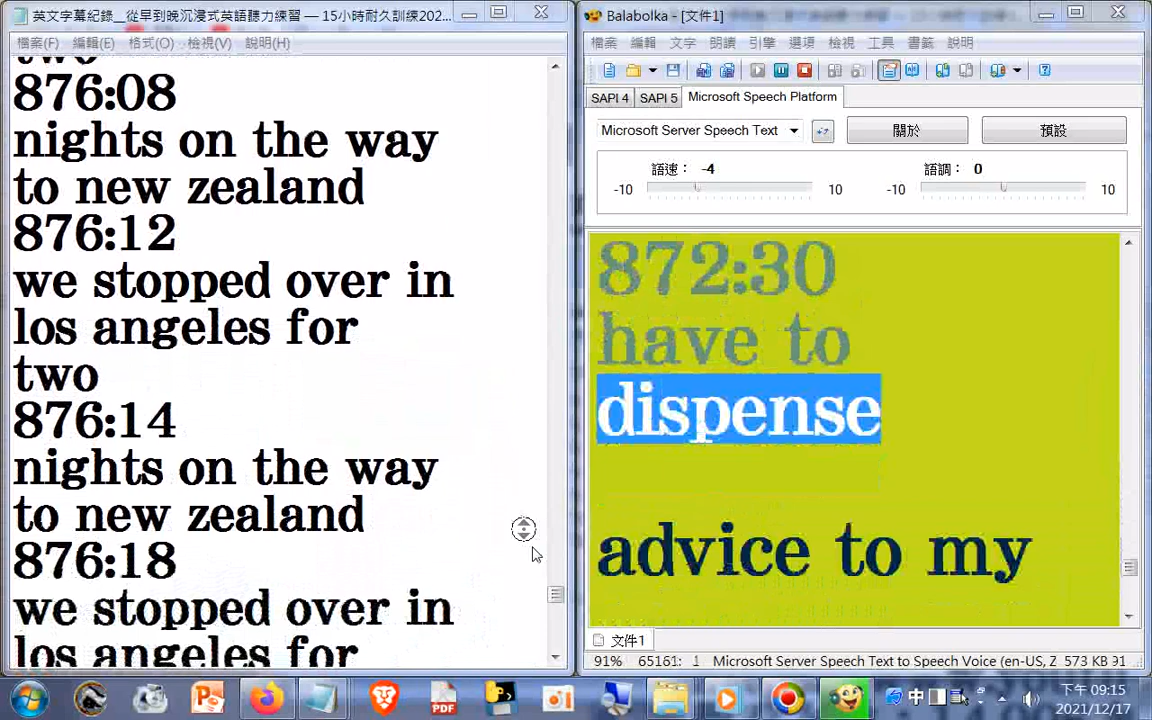 英文字幕紀錄__從早到晚沉浸式英語聽力練習 — 15小時耐久訓練202...
檔案(F) 編輯(E) 格式(O) 檢視(V) 說明(H)
two
876:08
nights on the way
to new zealand
876:12
we stopped over in
los angeles for
two
876:14
nights on the way
to new zealand
876:18
we stopped over in
los angeles for
Balabolka - [文件1]
檔案 編輯 文字 朗讀 引擎 選項 檢視 工具 書籤 說明
SAPI 4 SAPI 5 Microsoft Speech Platform
Microsoft Server Speech Text 關於 預設
語速： -4 語調： 0
-10 10 -10 10
872:30
have to
dispense
advice to my
文件1
91% 65161: 1 Microsoft Server Speech Text to Speech Voice (en-US, Z 573 KB 91
PDF
中
下午 09:15
2021/12/17